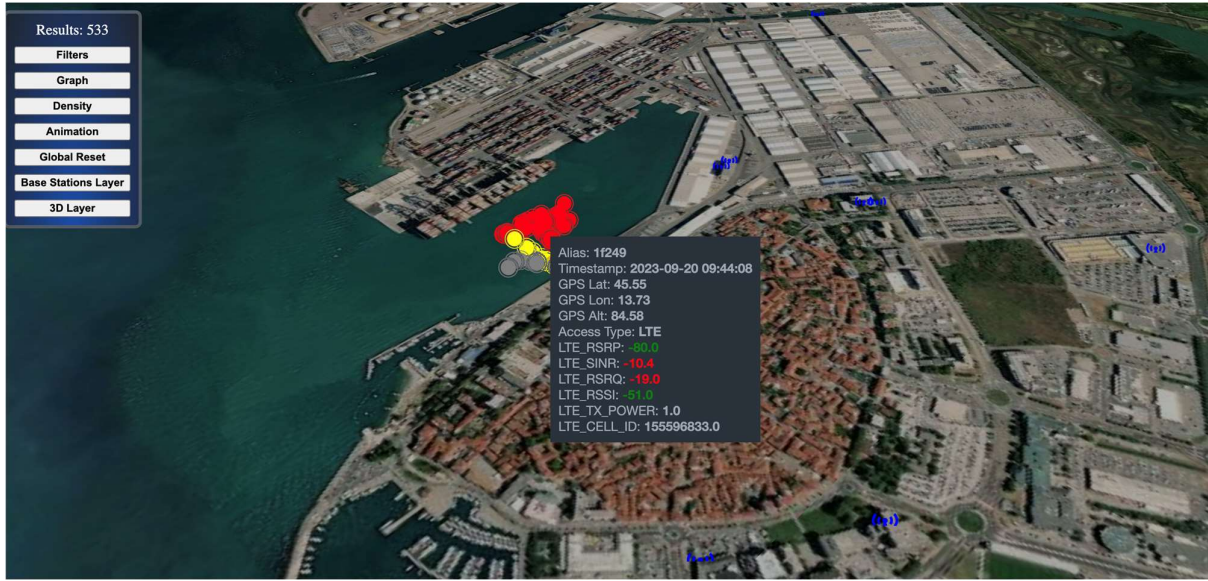 Results: 533
Filters
Graph
Density
Animation
Global Reset
Base Stations Layer
3D Layer
Alias: 1f249
Timestamp: 2023-09-20 09:44:08
GPS Lat: 45.55
GPS Lon: 13.73
GPS Alt: 84.58
Access Type: LTE
LTE_RSRP: -80.0
LTE_SINR: -10.4
LTE_RSRQ: -19.0
LTE_RSSI: -51.0
LTE_TX_POWER: 1.0
LTE_CELL_ID: 155596833.0